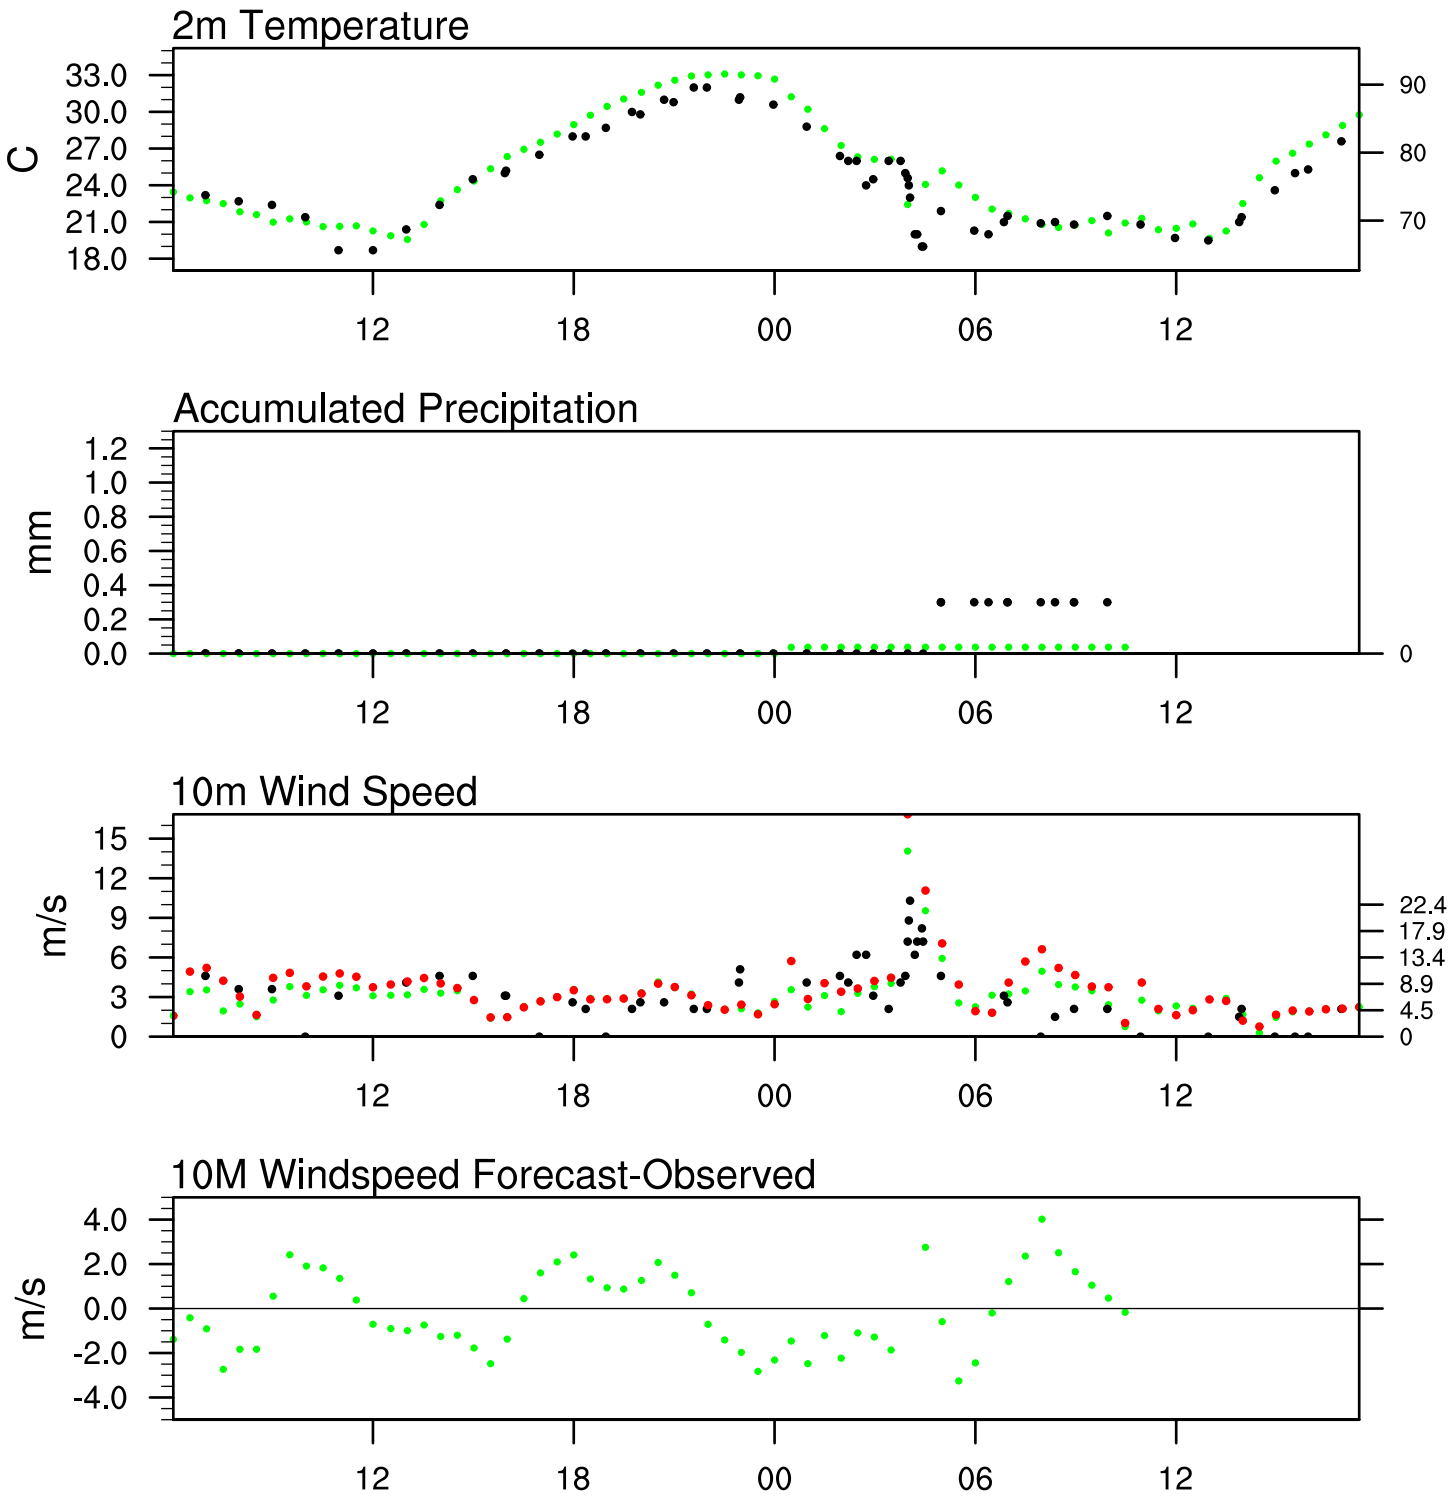 2m Temperature
33.0
30.0
27.0
24.0
21.0
18.0
C
90
80
70
12 18 00 06 12
Accumulated Precipitation
1.2
1.0
0.8
0.6
0.4
0.2
0.0
mm
0
12 18 00 06 12
10m Wind Speed
15
12
9
6
3
0
m/s
22.4
17.9
13.4
8.9
4.5
0
12 18 00 06 12
10M Windspeed Forecast-Observed
4.0
2.0
0.0
-2.0
-4.0
m/s
12 18 00 06 12